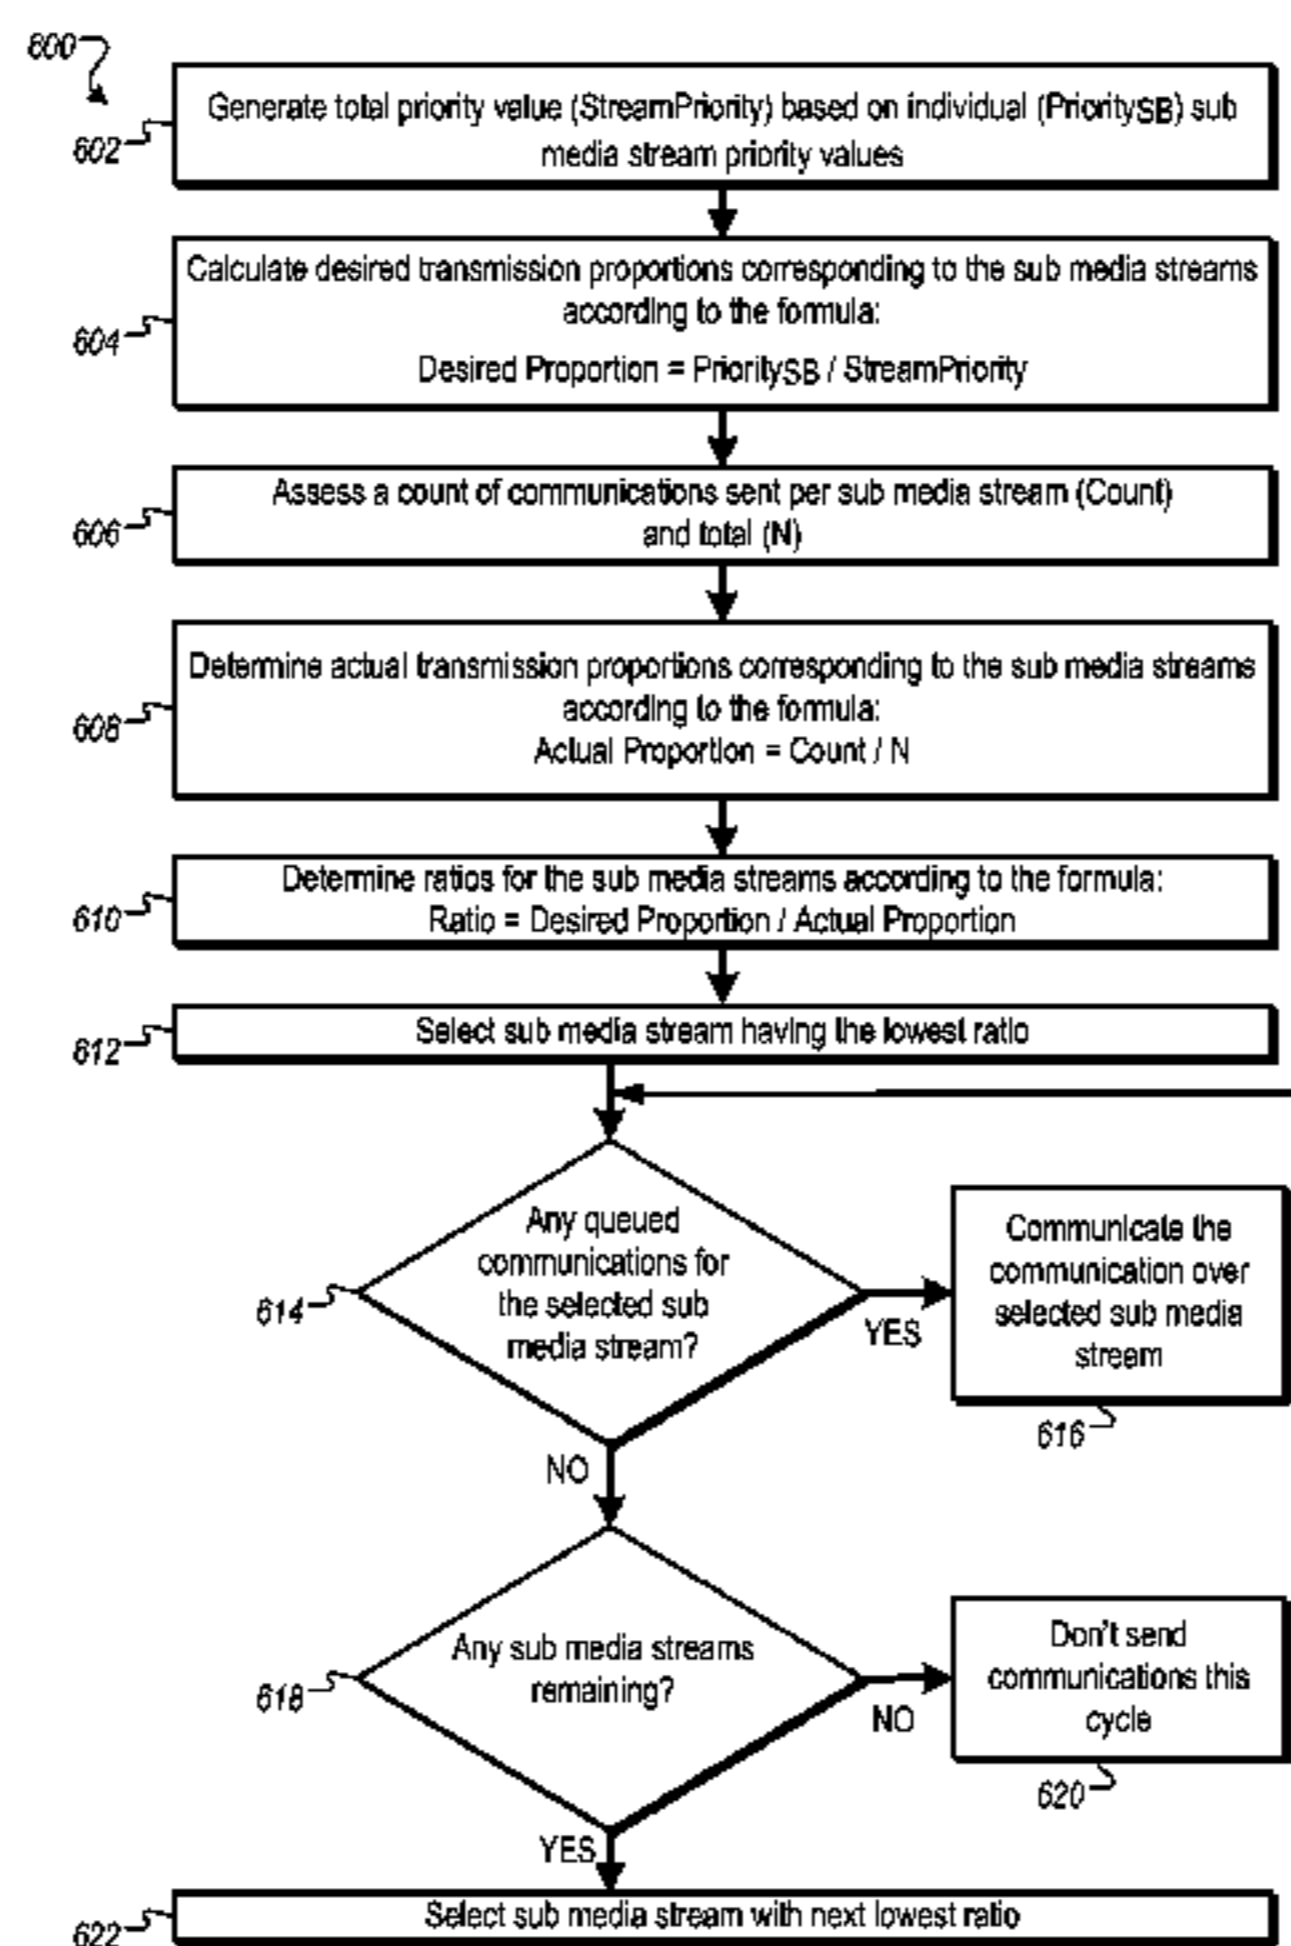 600
Generate total priority value (StreamPriority) based on individual (PrioritySB) sub
media stream priority values
602
Calculate desired transmission proportions corresponding to the sub media streams
according to the formula:
Desired Proportion = PrioritySB / StreamPriority
604
Assess a count of communications sent per sub media stream (Count)
and total (N)
606
Determine actual transmission proportions corresponding to the sub media streams
according to the formula:
Actual Proportion = Count / N
608
Determine ratios for the sub media streams according to the formula:
Ratio = Desired Proportion / Actual Proportion
610
Select sub media stream having the lowest ratio
612
Any queued
communications for
the selected sub
media stream?
614
YES
Communicate the
communication over
selected sub media
stream
616
NO
Any sub media streams
remaining?
618
NO
Don't send
communications this
cycle
620
YES
Select sub media stream with next lowest ratio
622